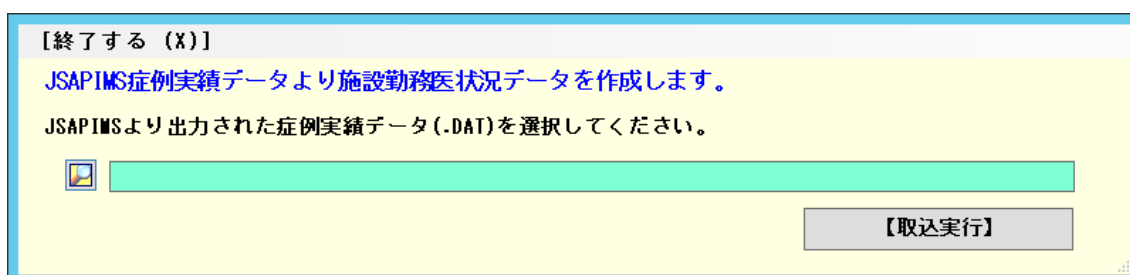 [終了する (X)]
JSAPIMS症例実績データより施設勤務医状況データを作成します。
JSAPIMSより出力された症例実績データ(.DAT)を選択してください。
【取込実行】